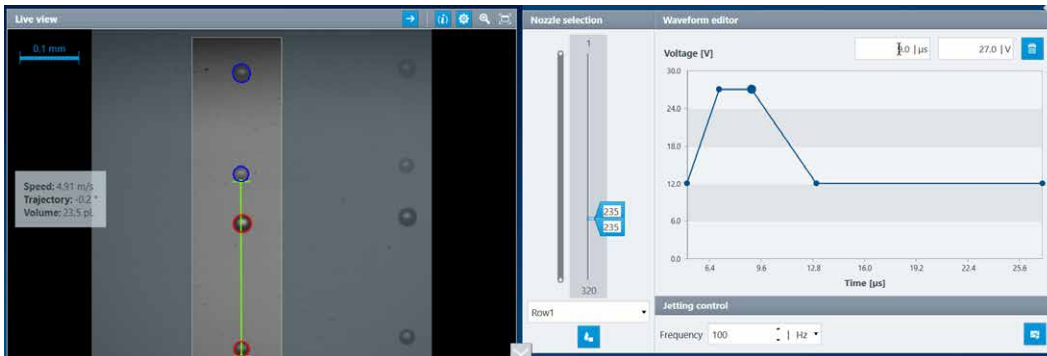 Live view
0.1 mm
Speed: 4.91 m/s
Trajectory: -0.2 °
Volume: 23.5 pl
Nozzle selection
1
235
235
320
Row1
Waveform editor
Voltage [V]
.0 | µs
27.0 | V
30.0
24.0
18.0
12.0
6.0
0.0
6.4 9.6 12.8 16.0 19.2 22.4 25.6
Time [µs]
Jetting control
Frequency 100 | Hz